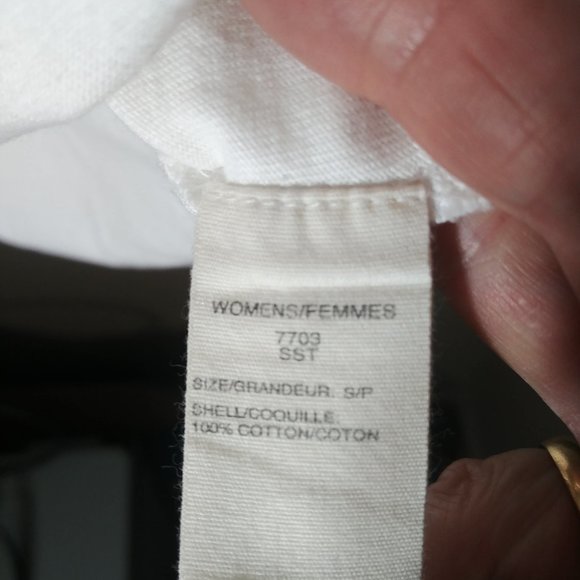 WOMENS/FEMMES
7703
SST
SIZE/GRANDEUR. S/P
SHELL/COQUILLE.
100% COTTON/COTON